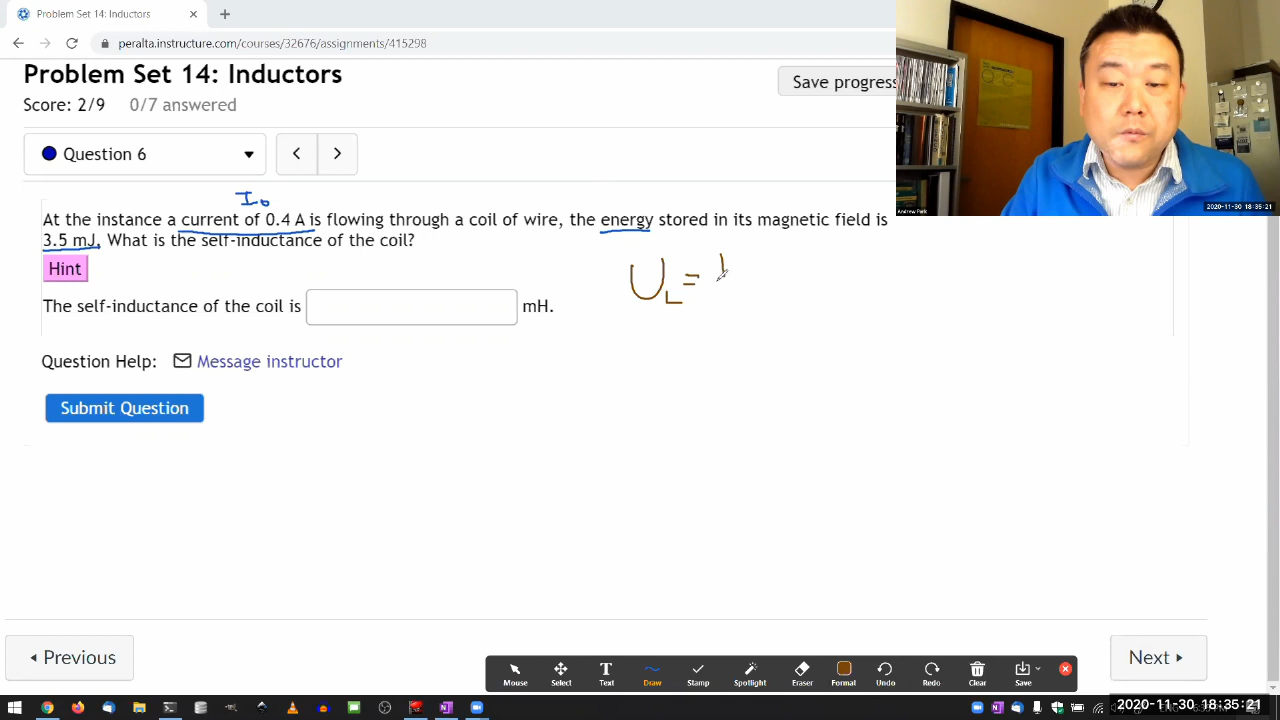 Problem Set 14: Inductors
peralta.instructure.com/courses/32676/assignments/415298
Problem Set 14: Inductors
Save progress
Score: 2/9 0/7 answered
Question 6
I₀
At the instance a current of 0.4 A is flowing through a coil of wire, the energy stored in its magnetic field is
3.5 mJ. What is the self-inductance of the coil?
Hint
U_L =
The self-inductance of the coil is mH.
Question Help: Message instructor
Submit Question
Andrew Park
2020-11-30 18:35:21
Previous
Next
Mouse Select Text Draw Stamp Spotlight Eraser Format Undo Redo Clear Save
2020-11-30 18:35:21